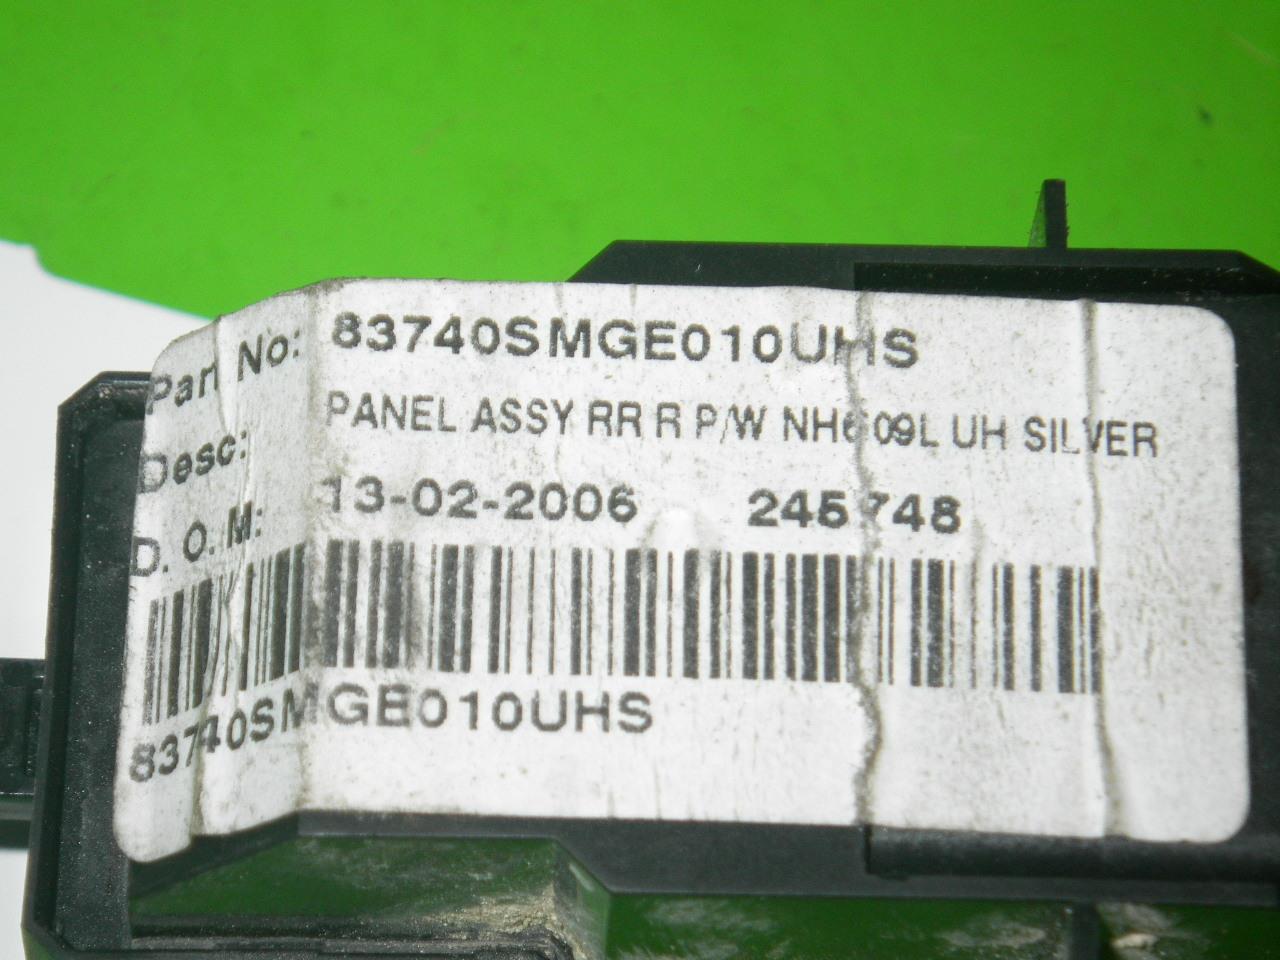 Part No: 83740SMGE010UHS
Desc: PANEL ASSY RR R P/W NH609L UH SILVER
D. O. M: 13-02-2006 245748
83740SMGE010UHS